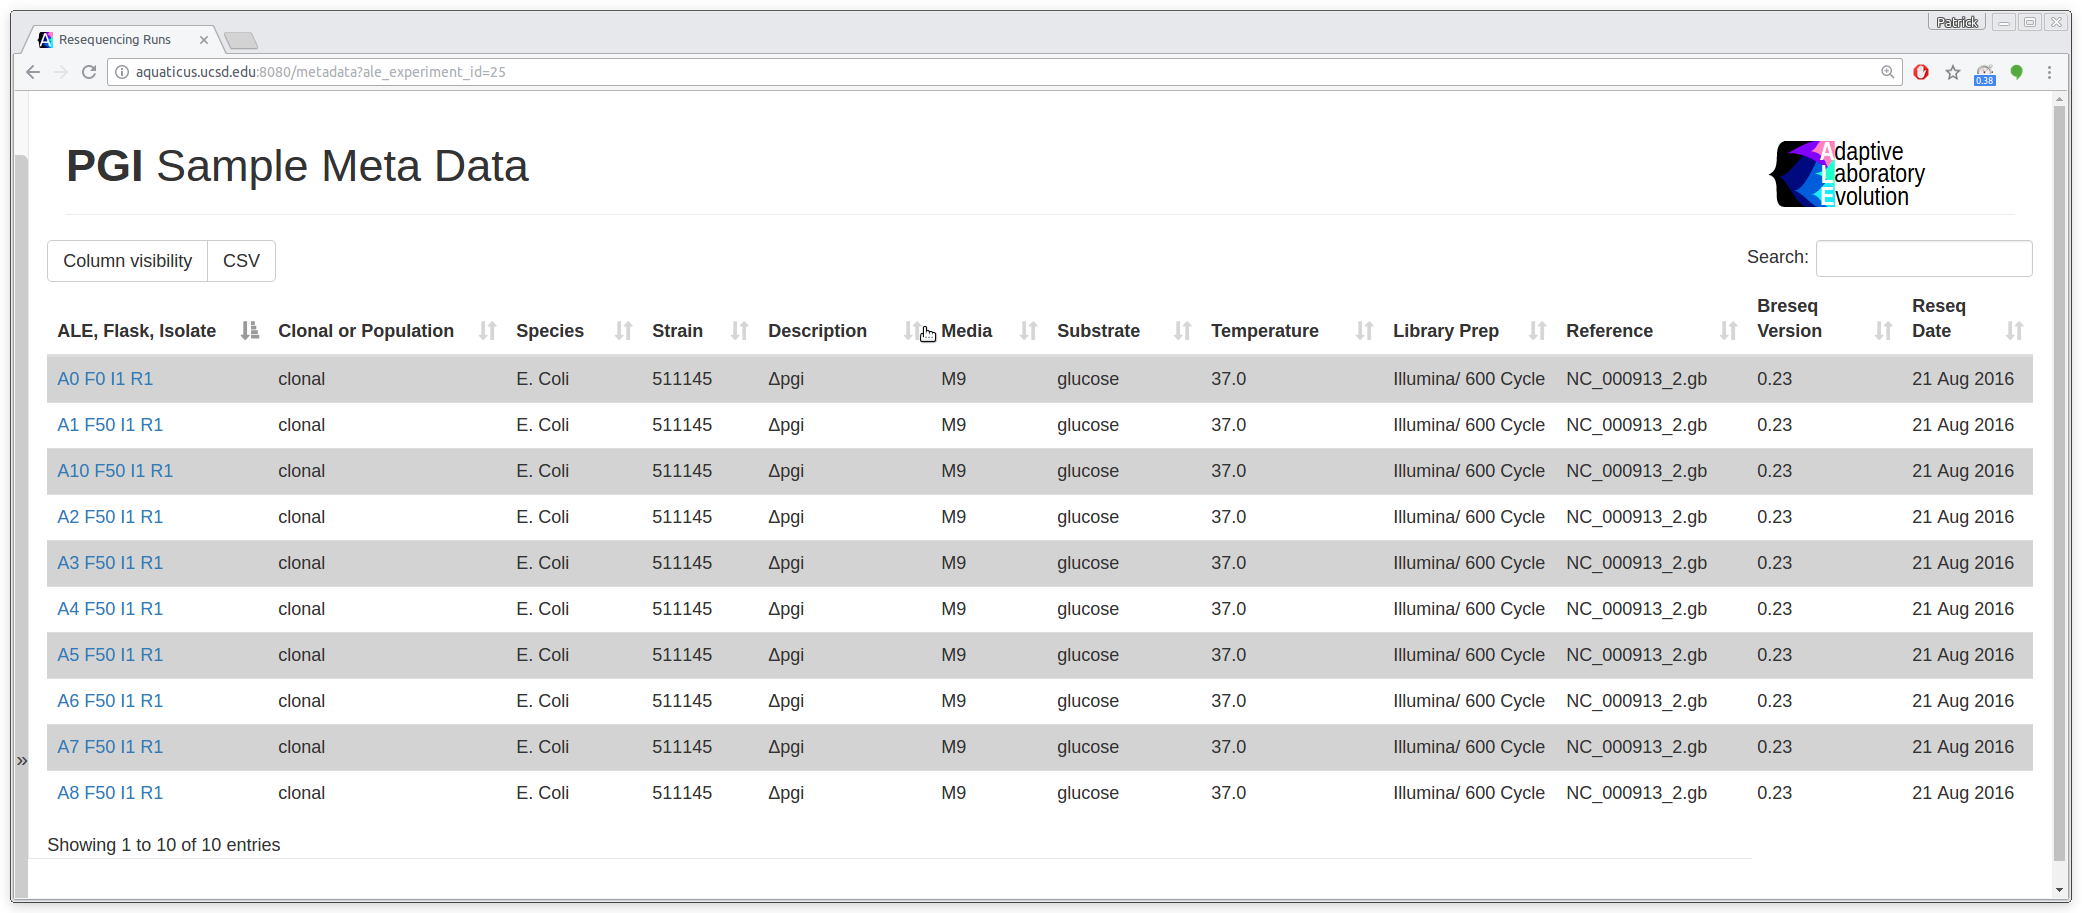 Patrick
Resequencing Runs
aquaticus.ucsd.edu:8080/metadata?ale_experiment_id=25
0.38
PGI Sample Meta Data
Adaptive
Laboratory
Evolution
Column visibility CSV
Search:
ALE, Flask, Isolate Clonal or Population Species Strain Description Media Substrate Temperature Library Prep Reference Breseq Version Reseq Date
A0 F0 I1 R1 clonal E. Coli 511145 Δpgi M9 glucose 37.0 Illumina/ 600 Cycle NC_000913_2.gb 0.23 21 Aug 2016
A1 F50 I1 R1 clonal E. Coli 511145 Δpgi M9 glucose 37.0 Illumina/ 600 Cycle NC_000913_2.gb 0.23 21 Aug 2016
A10 F50 I1 R1 clonal E. Coli 511145 Δpgi M9 glucose 37.0 Illumina/ 600 Cycle NC_000913_2.gb 0.23 21 Aug 2016
A2 F50 I1 R1 clonal E. Coli 511145 Δpgi M9 glucose 37.0 Illumina/ 600 Cycle NC_000913_2.gb 0.23 21 Aug 2016
A3 F50 I1 R1 clonal E. Coli 511145 Δpgi M9 glucose 37.0 Illumina/ 600 Cycle NC_000913_2.gb 0.23 21 Aug 2016
A4 F50 I1 R1 clonal E. Coli 511145 Δpgi M9 glucose 37.0 Illumina/ 600 Cycle NC_000913_2.gb 0.23 21 Aug 2016
A5 F50 I1 R1 clonal E. Coli 511145 Δpgi M9 glucose 37.0 Illumina/ 600 Cycle NC_000913_2.gb 0.23 21 Aug 2016
A6 F50 I1 R1 clonal E. Coli 511145 Δpgi M9 glucose 37.0 Illumina/ 600 Cycle NC_000913_2.gb 0.23 21 Aug 2016
A7 F50 I1 R1 clonal E. Coli 511145 Δpgi M9 glucose 37.0 Illumina/ 600 Cycle NC_000913_2.gb 0.23 21 Aug 2016
A8 F50 I1 R1 clonal E. Coli 511145 Δpgi M9 glucose 37.0 Illumina/ 600 Cycle NC_000913_2.gb 0.23 21 Aug 2016
Showing 1 to 10 of 10 entries